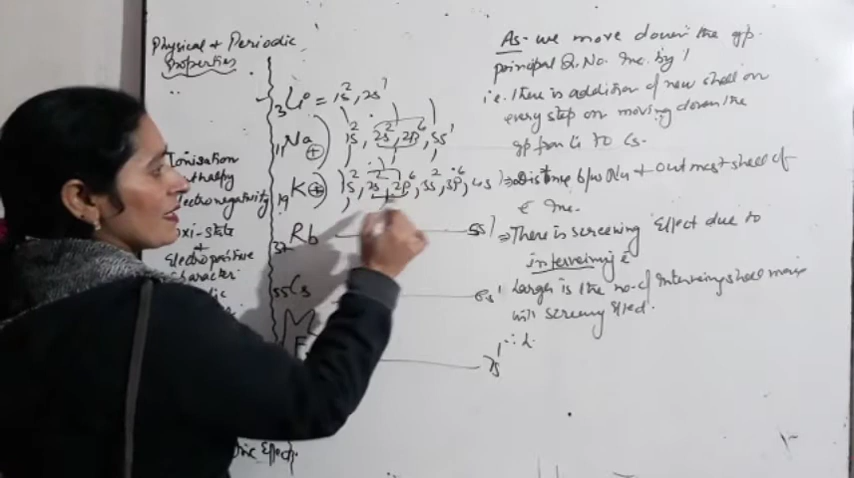 Physical & Periodic
Properties
Ionisation
Enthalpy
Electronegativity
Oxi-state
+
Electropositive
Character
Effect
₃Li = 1s², 2s¹
₁₁Na 1s², 2s², 2p⁶, 3s¹
₁₉K 1s², 2s², 2p⁶, 3s², 3p⁶, 4s¹
₃₇Rb 5s¹
₅₅Cs 6s¹
F 7s¹
As we move down the gp.
principal Q. No. Inc. by 1
i.e. there is addition of new shell on
every step on moving down the
gp from Li to Cs.
⇒ Distance b/w Nu + Outmost shell of
e Inc.
⇒ There is screening Effect due to
intervening e
Larger is the no. of Intervening shell more
will screening Effect.
∴